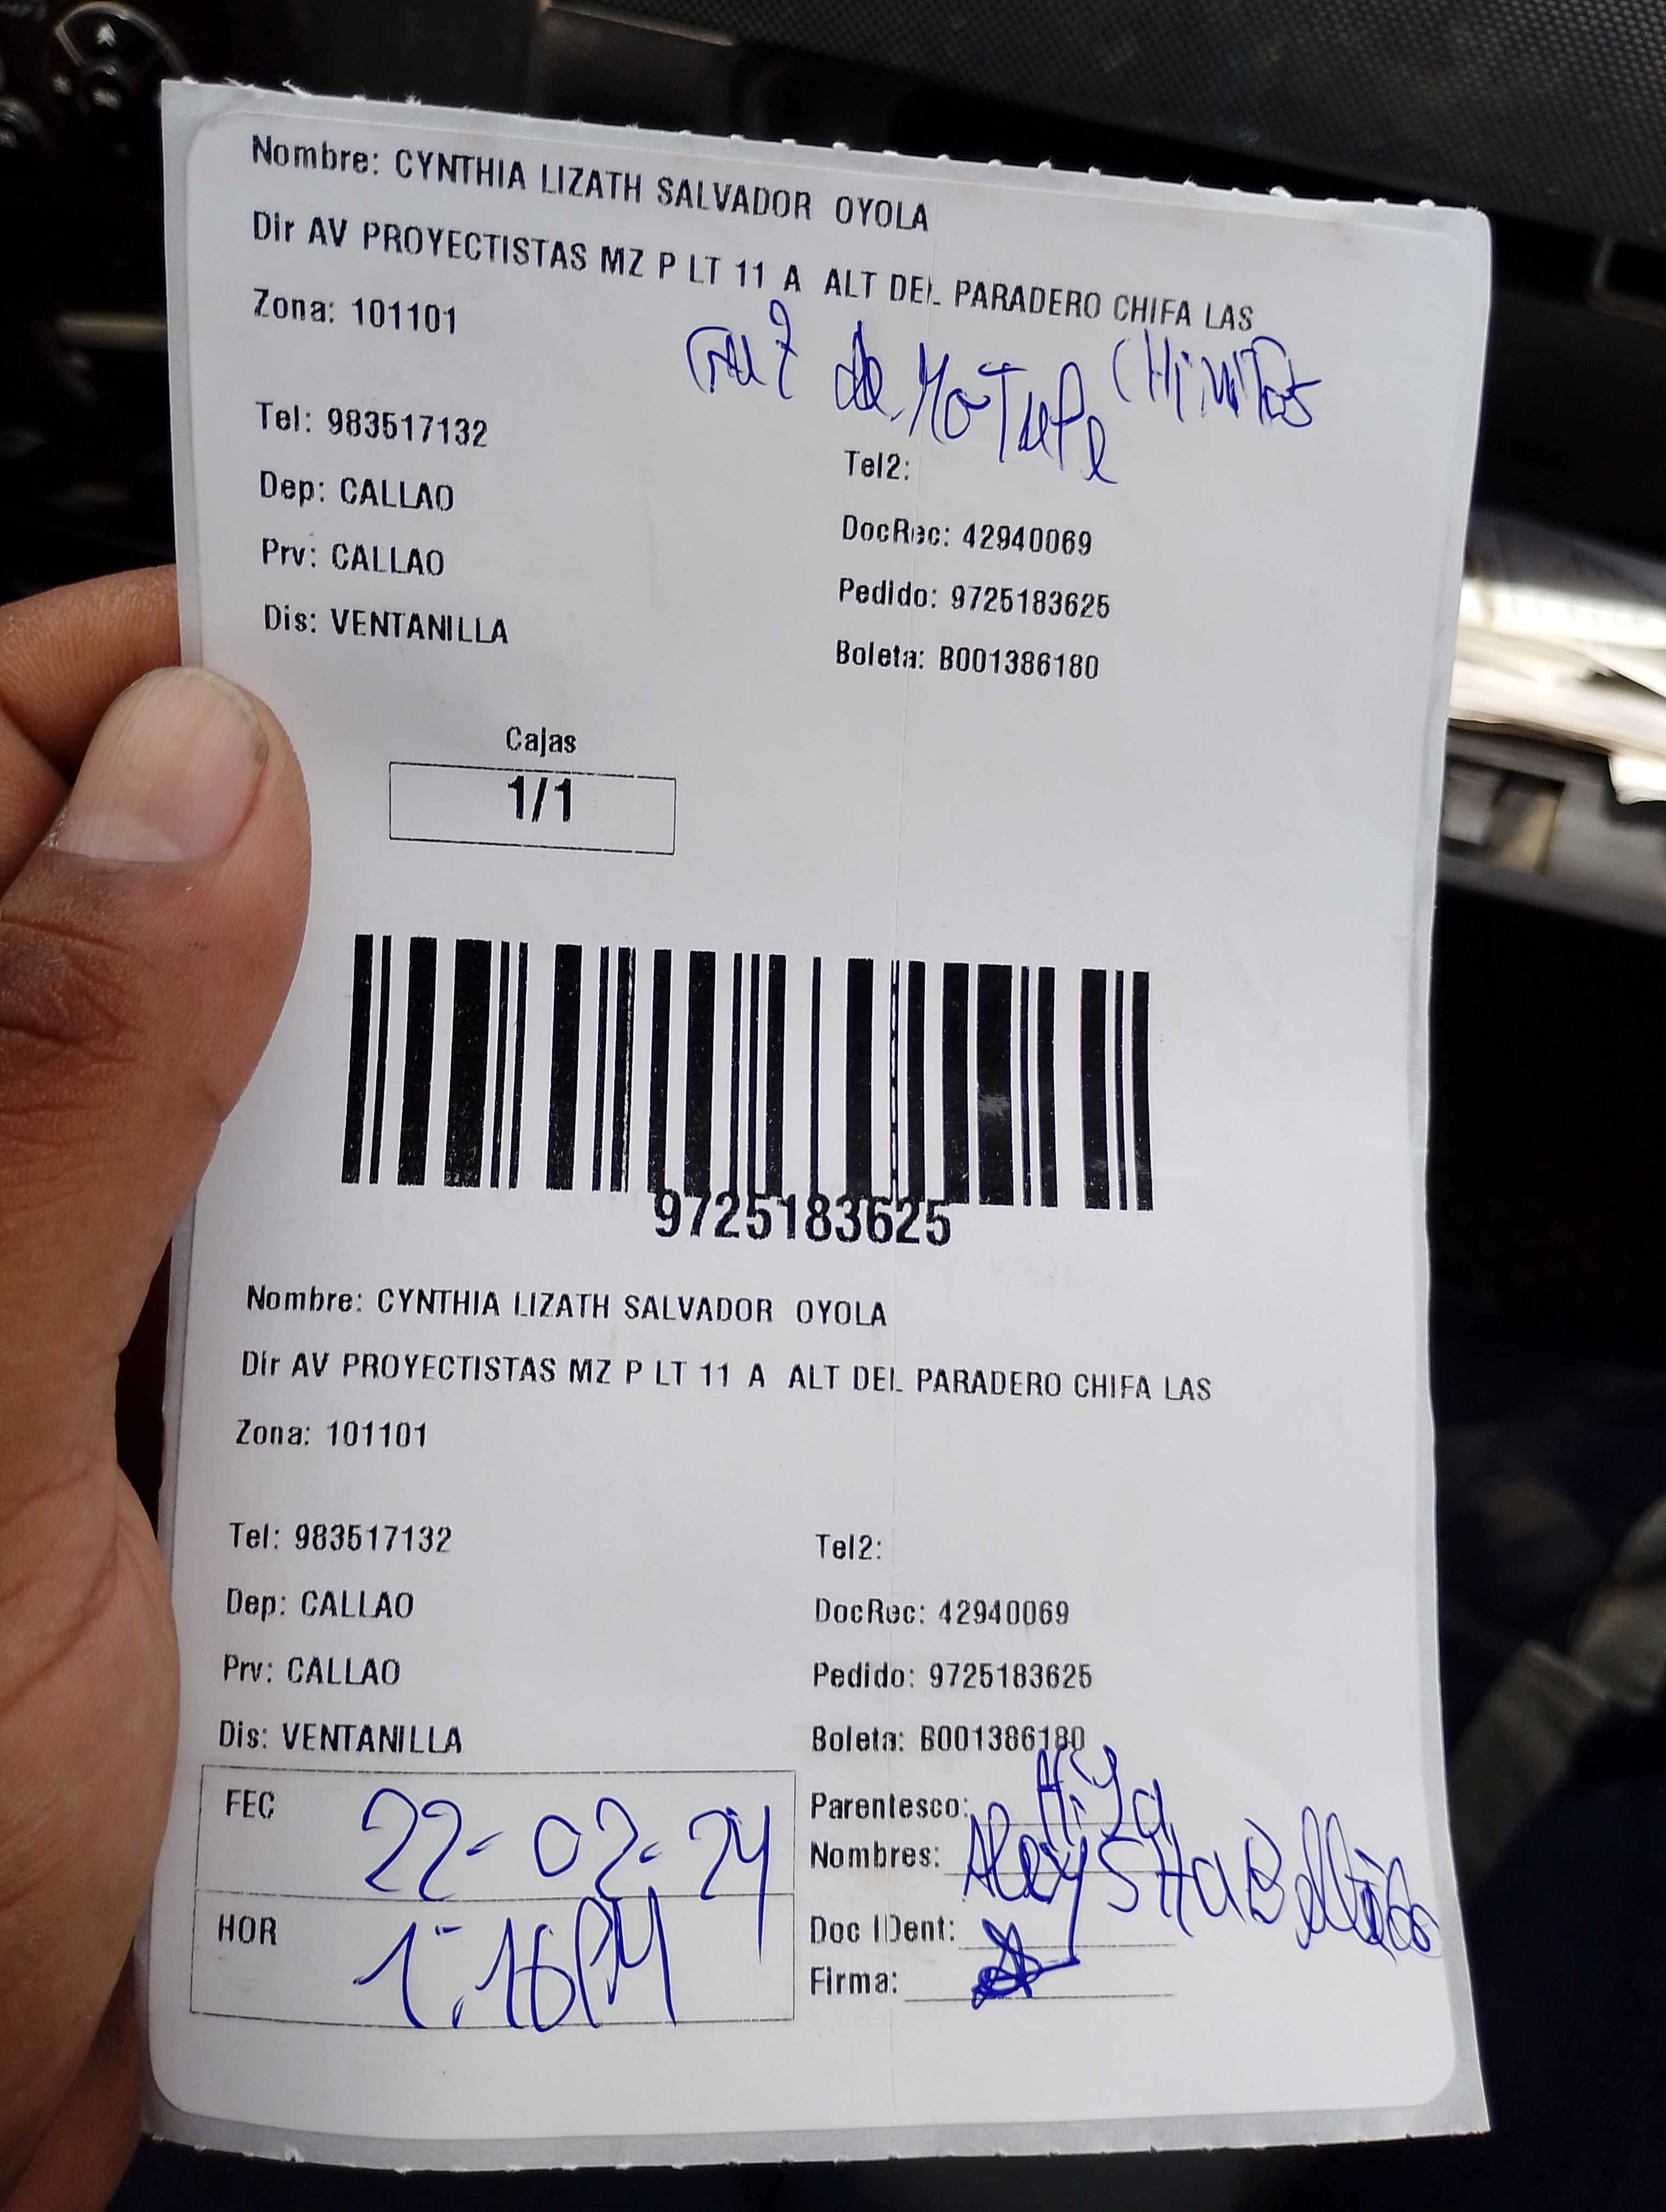 Nombre: CYNTHIA LIZATH SALVADOR OYOLA
Dir AV PROYECTISTAS MZ P LT 11 A ALT DEL PARADERO CHIFA LAS
Zona: 101101
de MoTupe CHiNiTos
Tel: 983517132
Tel2:
Dep: CALLAO
DocRec: 42940069
Prv: CALLAO
Pedido: 9725183625
Dis: VENTANILLA
Boleta: B001386180
Cajas
1/1
9725183625
Nombre: CYNTHIA LIZATH SALVADOR OYOLA
Dir AV PROYECTISTAS MZ P LT 11 A ALT DEL PARADERO CHIFA LAS
Zona: 101101
Tel: 983517132
Tel2:
Dep: CALLAO
DocRec: 42940069
Prv: CALLAO
Pedido: 9725183625
Dis: VENTANILLA
Boleta: B001386180
FEC 22-02-24
Parentesco: HiJa
Nombres:
HOR 1:16PM
Doc IDent:
Firma: